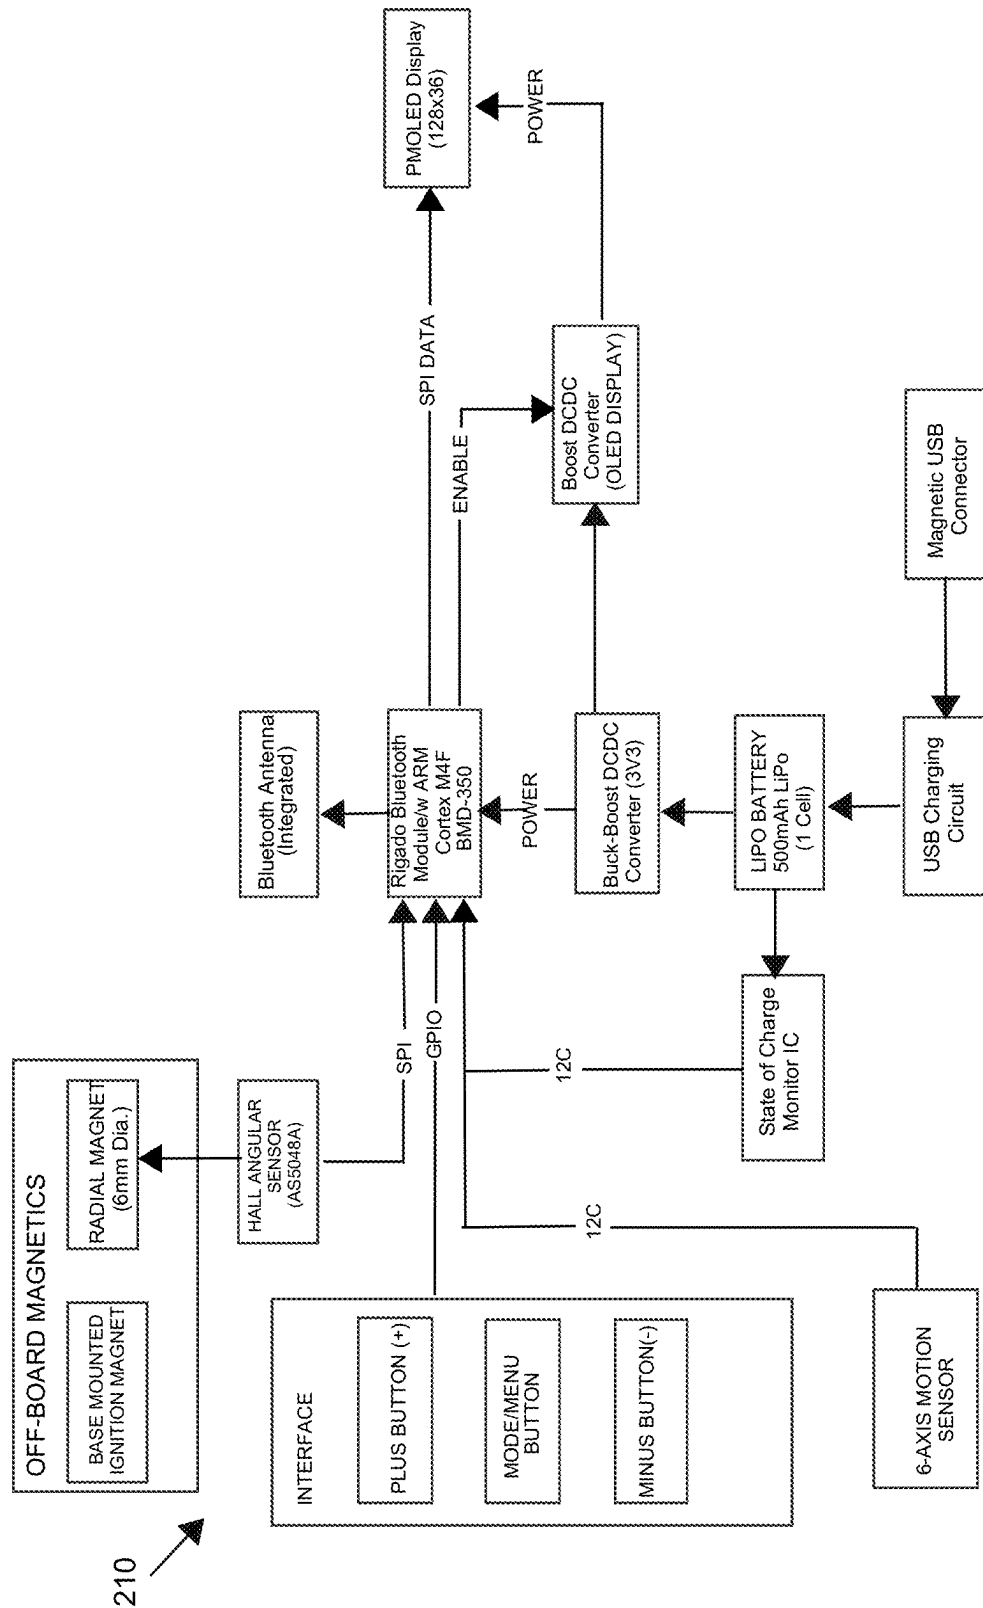 210
OFF-BOARD MAGNETICS
BASE MOUNTED
IGNITION MAGNET
RADIAL MAGNET
(6mm Dia.)
HALL ANGULAR
SENSOR
(AS5048A)
Bluetooth Antenna
(Integrated)
INTERFACE
PLUS BUTTON (+)
MODE/MENU
BUTTON
MINUS BUTTON(-)
SPI
GPIO
Rigado Bluetooth
Module/w ARM
Cortex M4F
BMD-350
SPI DATA
PMOLED Display
(128x36)
ENABLE
POWER
POWER
12C
12C
Buck-Boost DCDC
Converter (3V3)
Boost DCDC
Converter
(OLED DISPLAY)
State of Charge
Monitor IC
LIPO BATTERY
500mAh LiPo
(1 Cell)
6-AXIS MOTION
SENSOR
USB Charging
Circuit
Magnetic USB
Connector